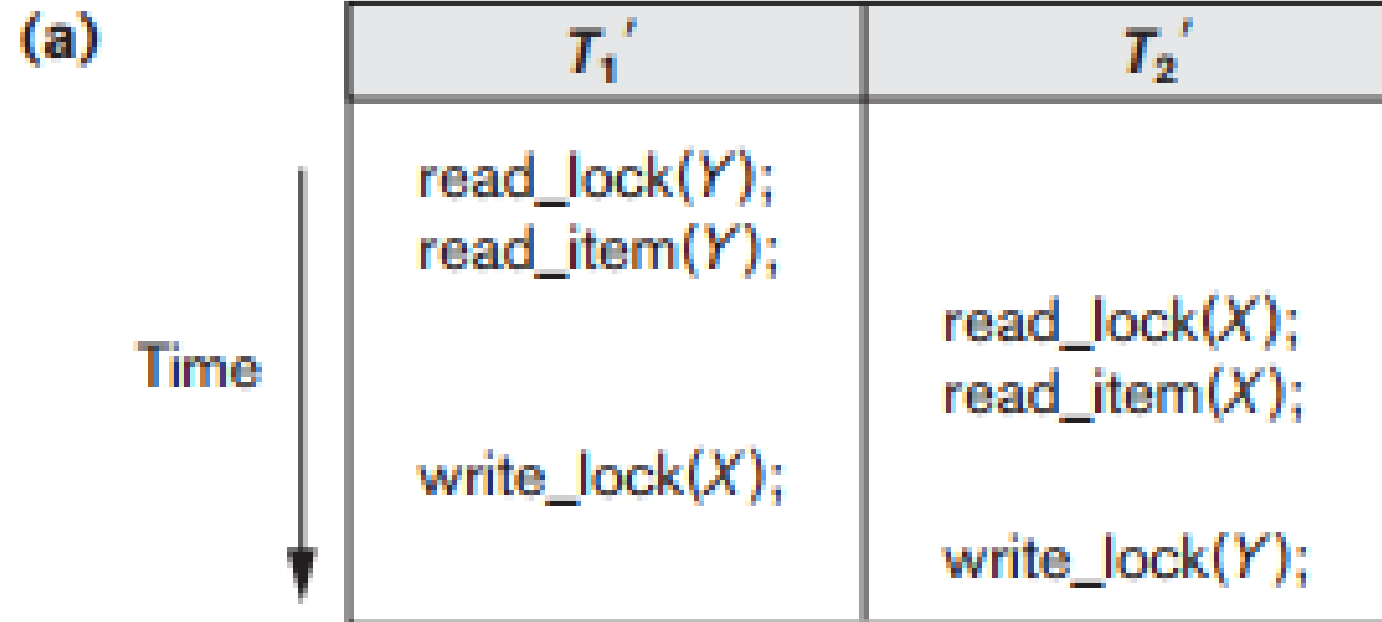 (a)
T₁′ T₂′
read_lock(Y);
read_item(Y);
read_lock(X);
Time
read_item(X);
write_lock(X);
write_lock(Y);